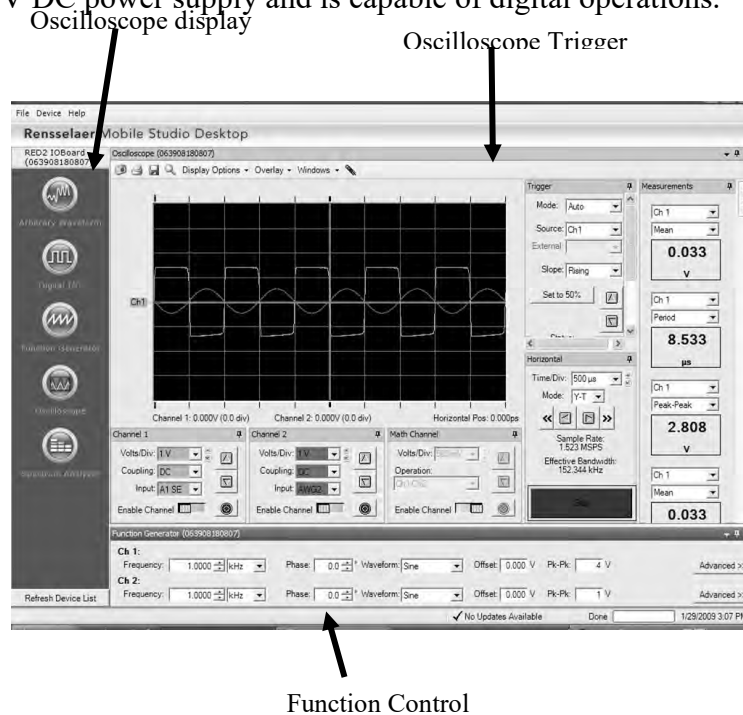 V DC power supply and is capable of digital operations.
Oscilloscope display
Oscilloscope Trigger
File Device Help
Rensselaer Mobile Studio Desktop
RED2 IOBoard (063908180807)
Oscilloscope (063908180807)
Display Options Overlay Windows
Arbitrary Waveform
Digital I/O
Function Generator
Oscilloscope
Spectrum Analyzer
Refresh Device List
Ch1
Channel 1: 0.000V (0.0 div) Channel 2: 0.000V (0.0 div) Horizontal Pos: 0.000ps
Trigger
Mode: Auto
Source: Ch1
External
Slope: Rising
Set to 50%
Horizontal
Time/Div: 500 µs
Mode: Y-T
Sample Rate:
1.523 MSPS
Effective Bandwidth:
152.344 kHz
Measurements
Ch 1
Mean
0.033
V
Ch 1
Period
8.533
µs
Ch 1
Peak-Peak
2.808
V
Ch 1
Mean
0.033
Channel 1
Volts/Div: 1 V
Coupling: DC
Input: A1 SE
Enable Channel
Channel 2
Volts/Div: 1 V
Coupling: DC
Input: AWG2
Enable Channel
Math Channel
Volts/Div:
Operation:
Enable Channel
Function Generator (063908180807)
Ch 1:
Frequency: 1.0000 kHz Phase: 0.0 ° Waveform: Sine Offset: 0.000 V Pk-Pk: 4 V Advanced >
Ch 2:
Frequency: 1.0000 kHz Phase: 0.0 ° Waveform: Sine Offset: 0.000 V Pk-Pk: 1 V Advanced >
No Updates Available Done 1/29/2009 3:07 PM
Function Control